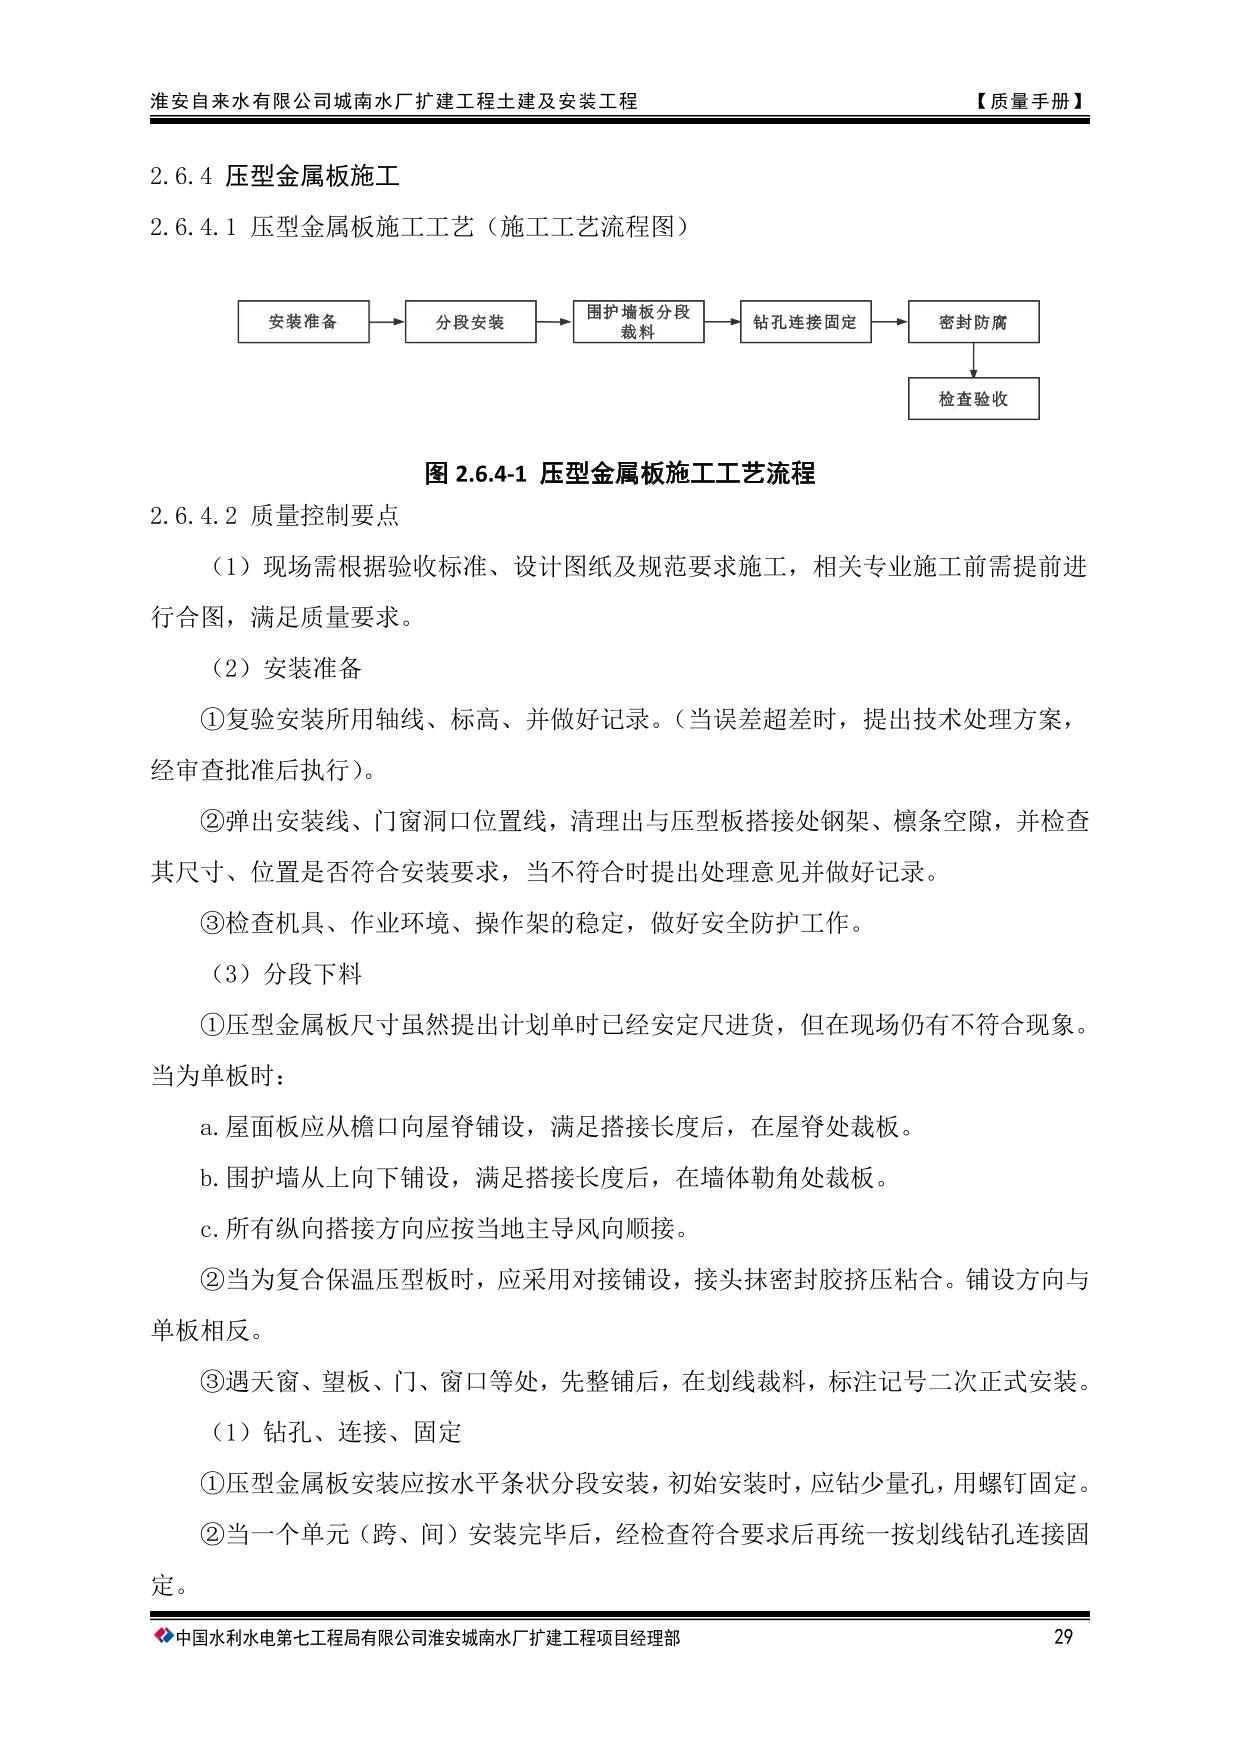 淮安自来水有限公司城南水厂扩建工程土建及安装工程 【质量手册】
2.6.4 压型金属板施工
2.6.4.1 压型金属板施工工艺（施工工艺流程图）
安装准备
分段安装
围护墙板分段
裁料
钻孔连接固定
密封防腐
检查验收
图 2.6.4-1 压型金属板施工工艺流程
2.6.4.2 质量控制要点
（1）现场需根据验收标准、设计图纸及规范要求施工，相关专业施工前需提前进
行合图，满足质量要求。
（2）安装准备
①复验安装所用轴线、标高、并做好记录。（当误差超差时，提出技术处理方案，
经审查批准后执行）。
②弹出安装线、门窗洞口位置线，清理出与压型板搭接处钢架、檩条空隙，并检查
其尺寸、位置是否符合安装要求，当不符合时提出处理意见并做好记录。
③检查机具、作业环境、操作架的稳定，做好安全防护工作。
（3）分段下料
①压型金属板尺寸虽然提出计划单时已经安定尺进货，但在现场仍有不符合现象。
当为单板时：
a.屋面板应从檐口向屋脊铺设，满足搭接长度后，在屋脊处裁板。
b.围护墙从上向下铺设，满足搭接长度后，在墙体勒角处裁板。
c.所有纵向搭接方向应按当地主导风向顺接。
②当为复合保温压型板时，应采用对接铺设，接头抹密封胶挤压粘合。铺设方向与
单板相反。
③遇天窗、望板、门、窗口等处，先整铺后，在划线裁料，标注记号二次正式安装。
（1）钻孔、连接、固定
①压型金属板安装应按水平条状分段安装，初始安装时，应钻少量孔，用螺钉固定。
②当一个单元（跨、间）安装完毕后，经检查符合要求后再统一按划线钻孔连接固
定。
中国水利水电第七工程局有限公司淮安城南水厂扩建工程项目经理部 29